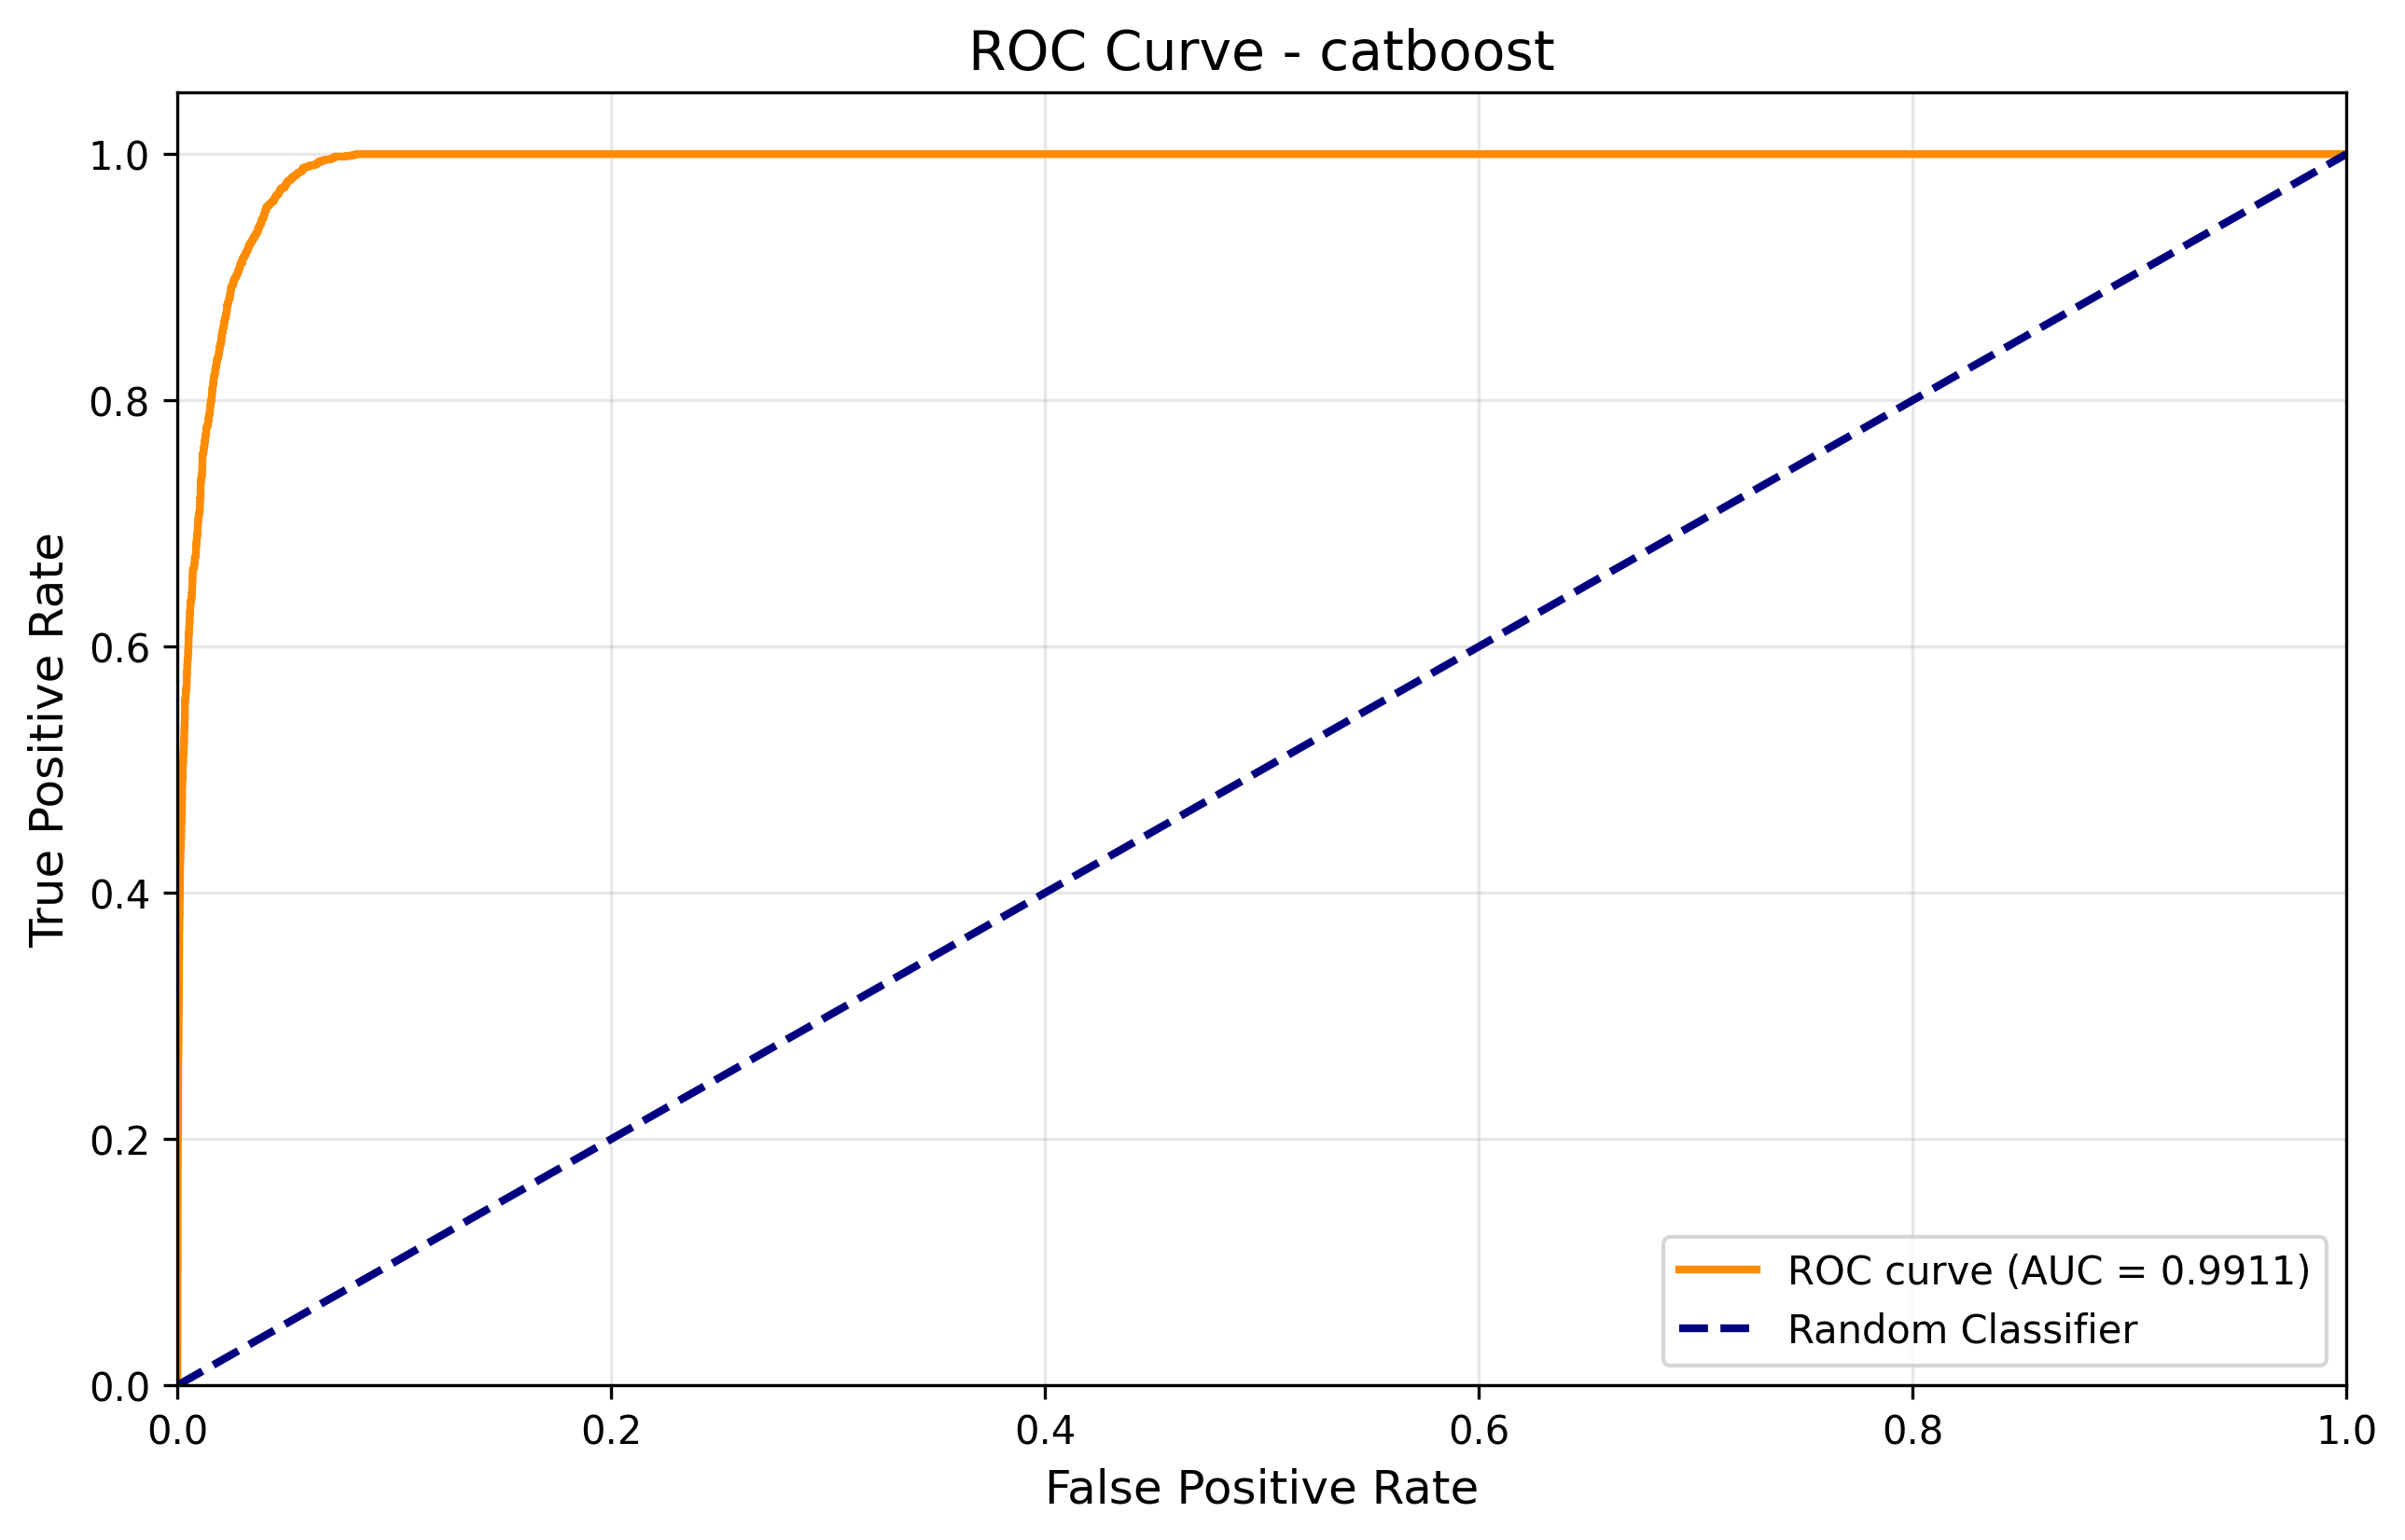 ROC Curve - catboost
True Positive Rate
1.0
0.8
0.6
0.4
0.2
0.0
0.0 0.2 0.4 0.6 0.8 1.0
False Positive Rate
ROC curve (AUC = 0.9911)
Random Classifier